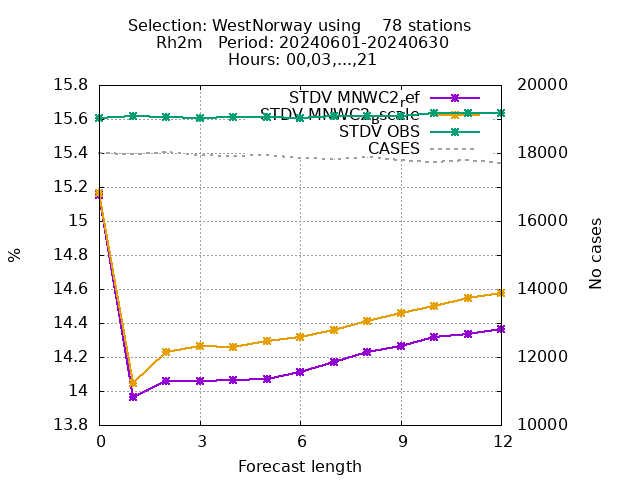 Selection: WestNorway using    78 stations
Rh2m   Period: 20240601-20240630
Hours: 00,03,...,21
STDV MNWC2ref
STDV MNWC2Bscale
STDV OBS
CASES
15.8
15.6
15.4
15.2
15
14.8
14.6
14.4
14.2
14
13.8
%
20000
18000
16000
14000
12000
10000
No cases
0 3 6 9 12
Forecast length